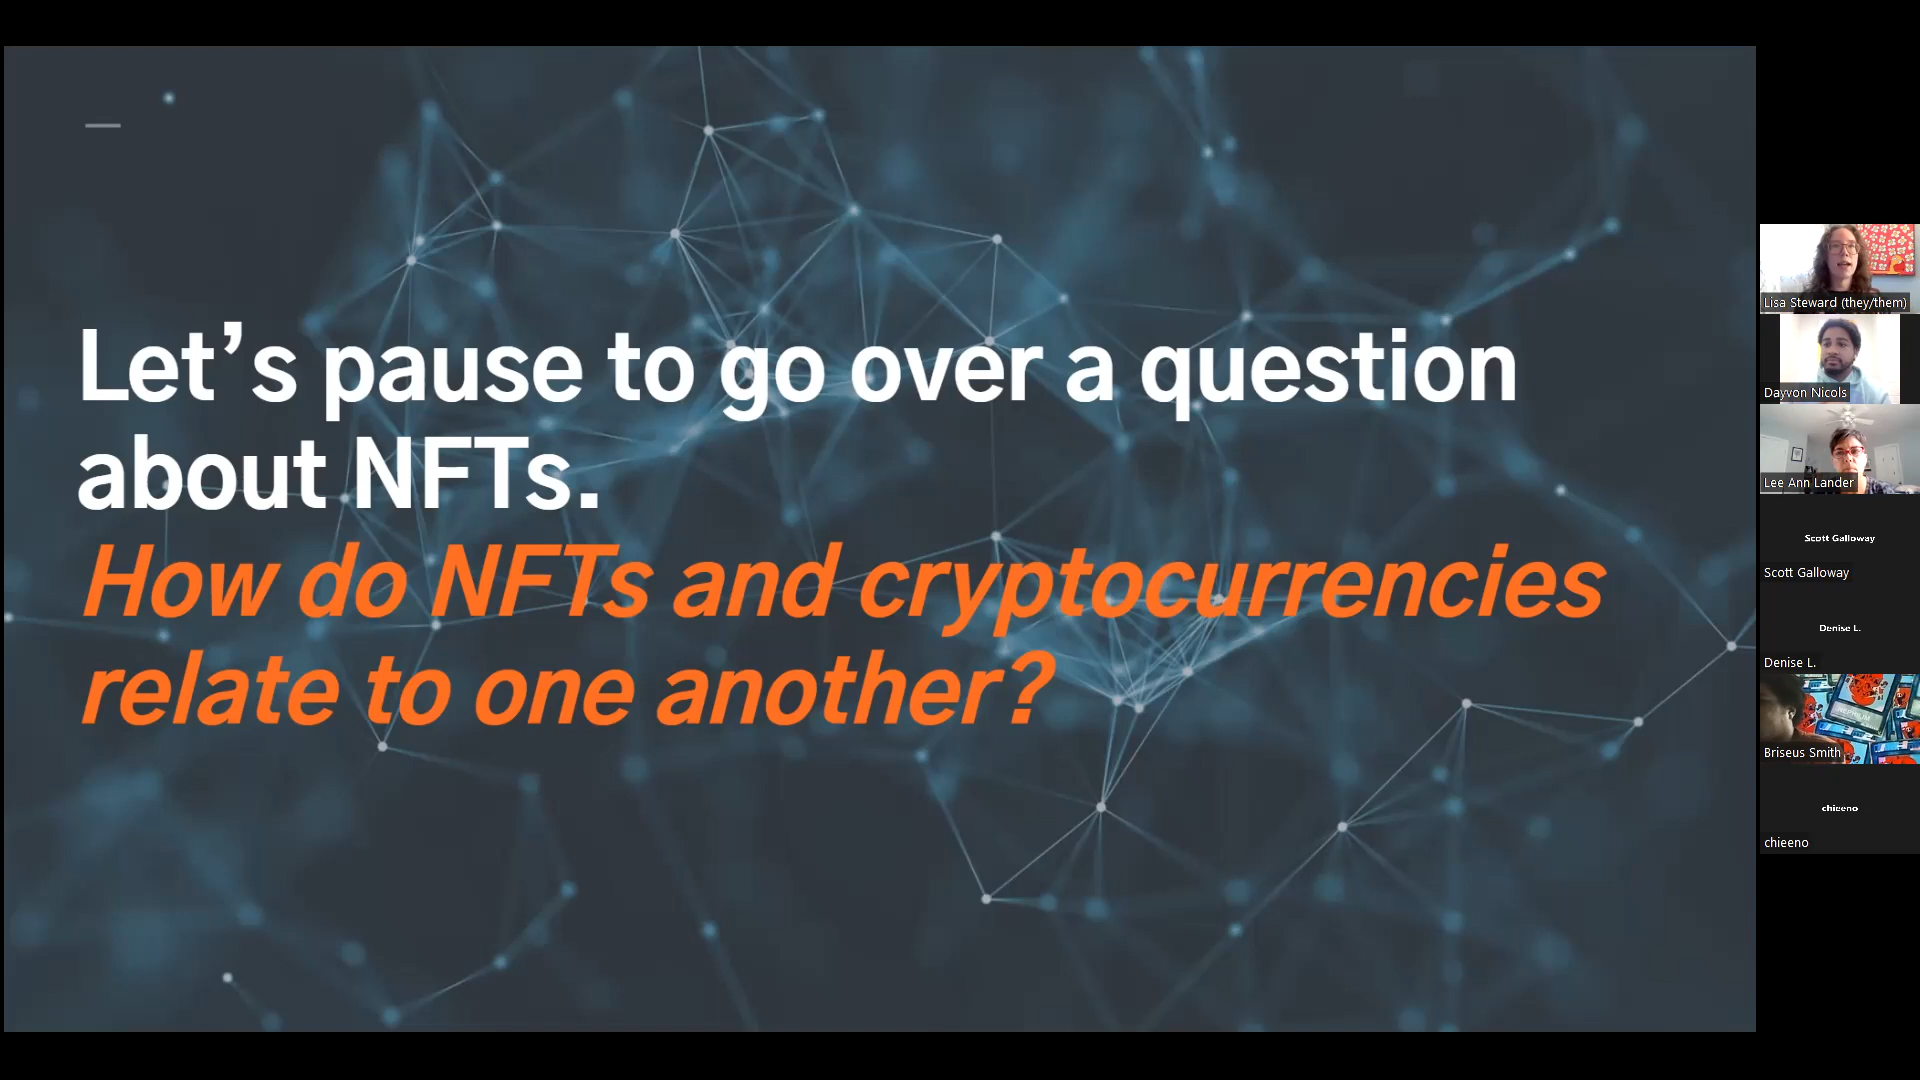 Let’s pause to go over a question
about NFTs.
How do NFTs and cryptocurrencies
relate to one another?
Lisa Steward (they/them)
Dayvon Nicols
Lee Ann Lander
Scott Galloway
Scott Galloway
Denise L.
Denise L.
Briseus Smith
chieeno
chieeno